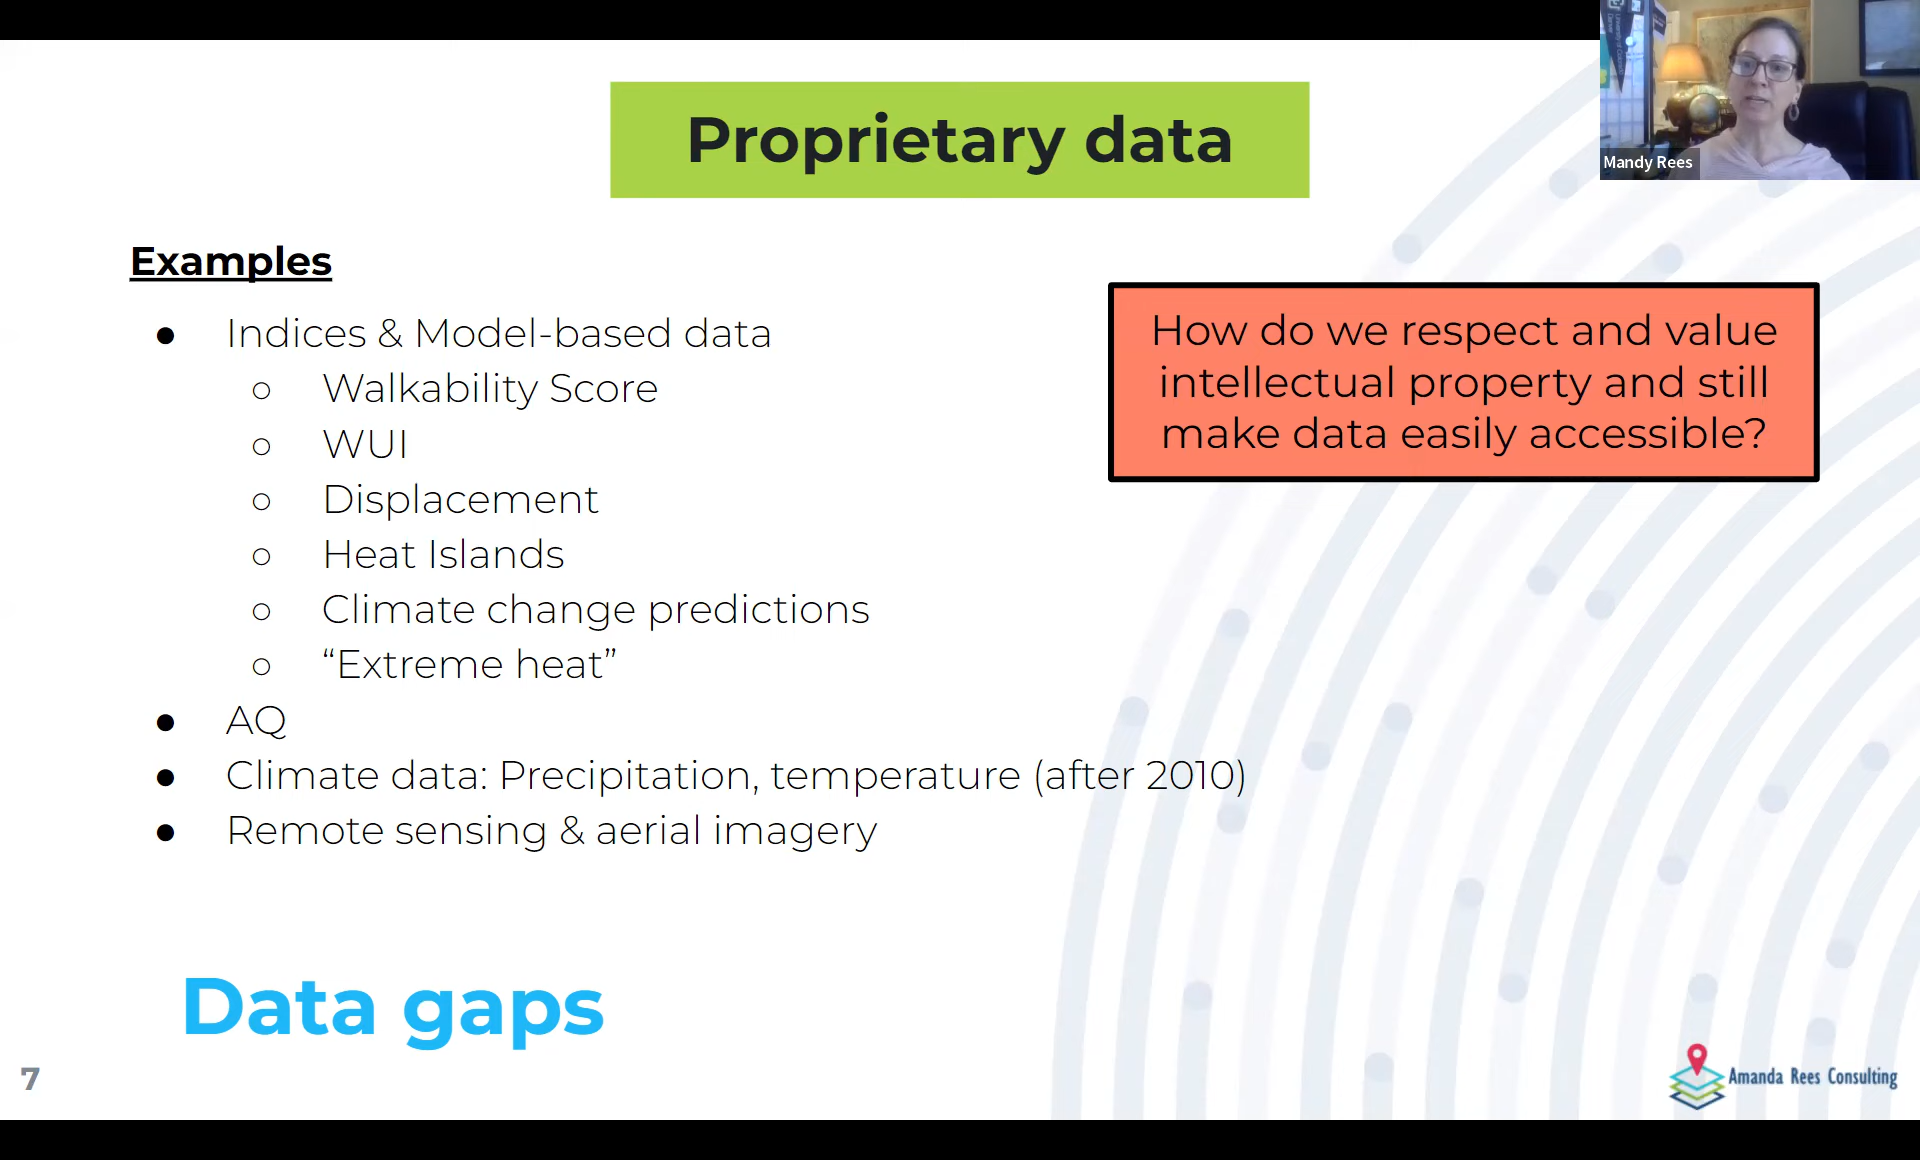 Proprietary data
Mandy Rees
Examples
● Indices & Model-based data
○ Walkability Score
○ WUI
○ Displacement
○ Heat Islands
○ Climate change predictions
○ “Extreme heat”
● AQ
● Climate data: Precipitation, temperature (after 2010)
● Remote sensing & aerial imagery
How do we respect and value
intellectual property and still
make data easily accessible?
Data gaps
7
Amanda Rees Consulting